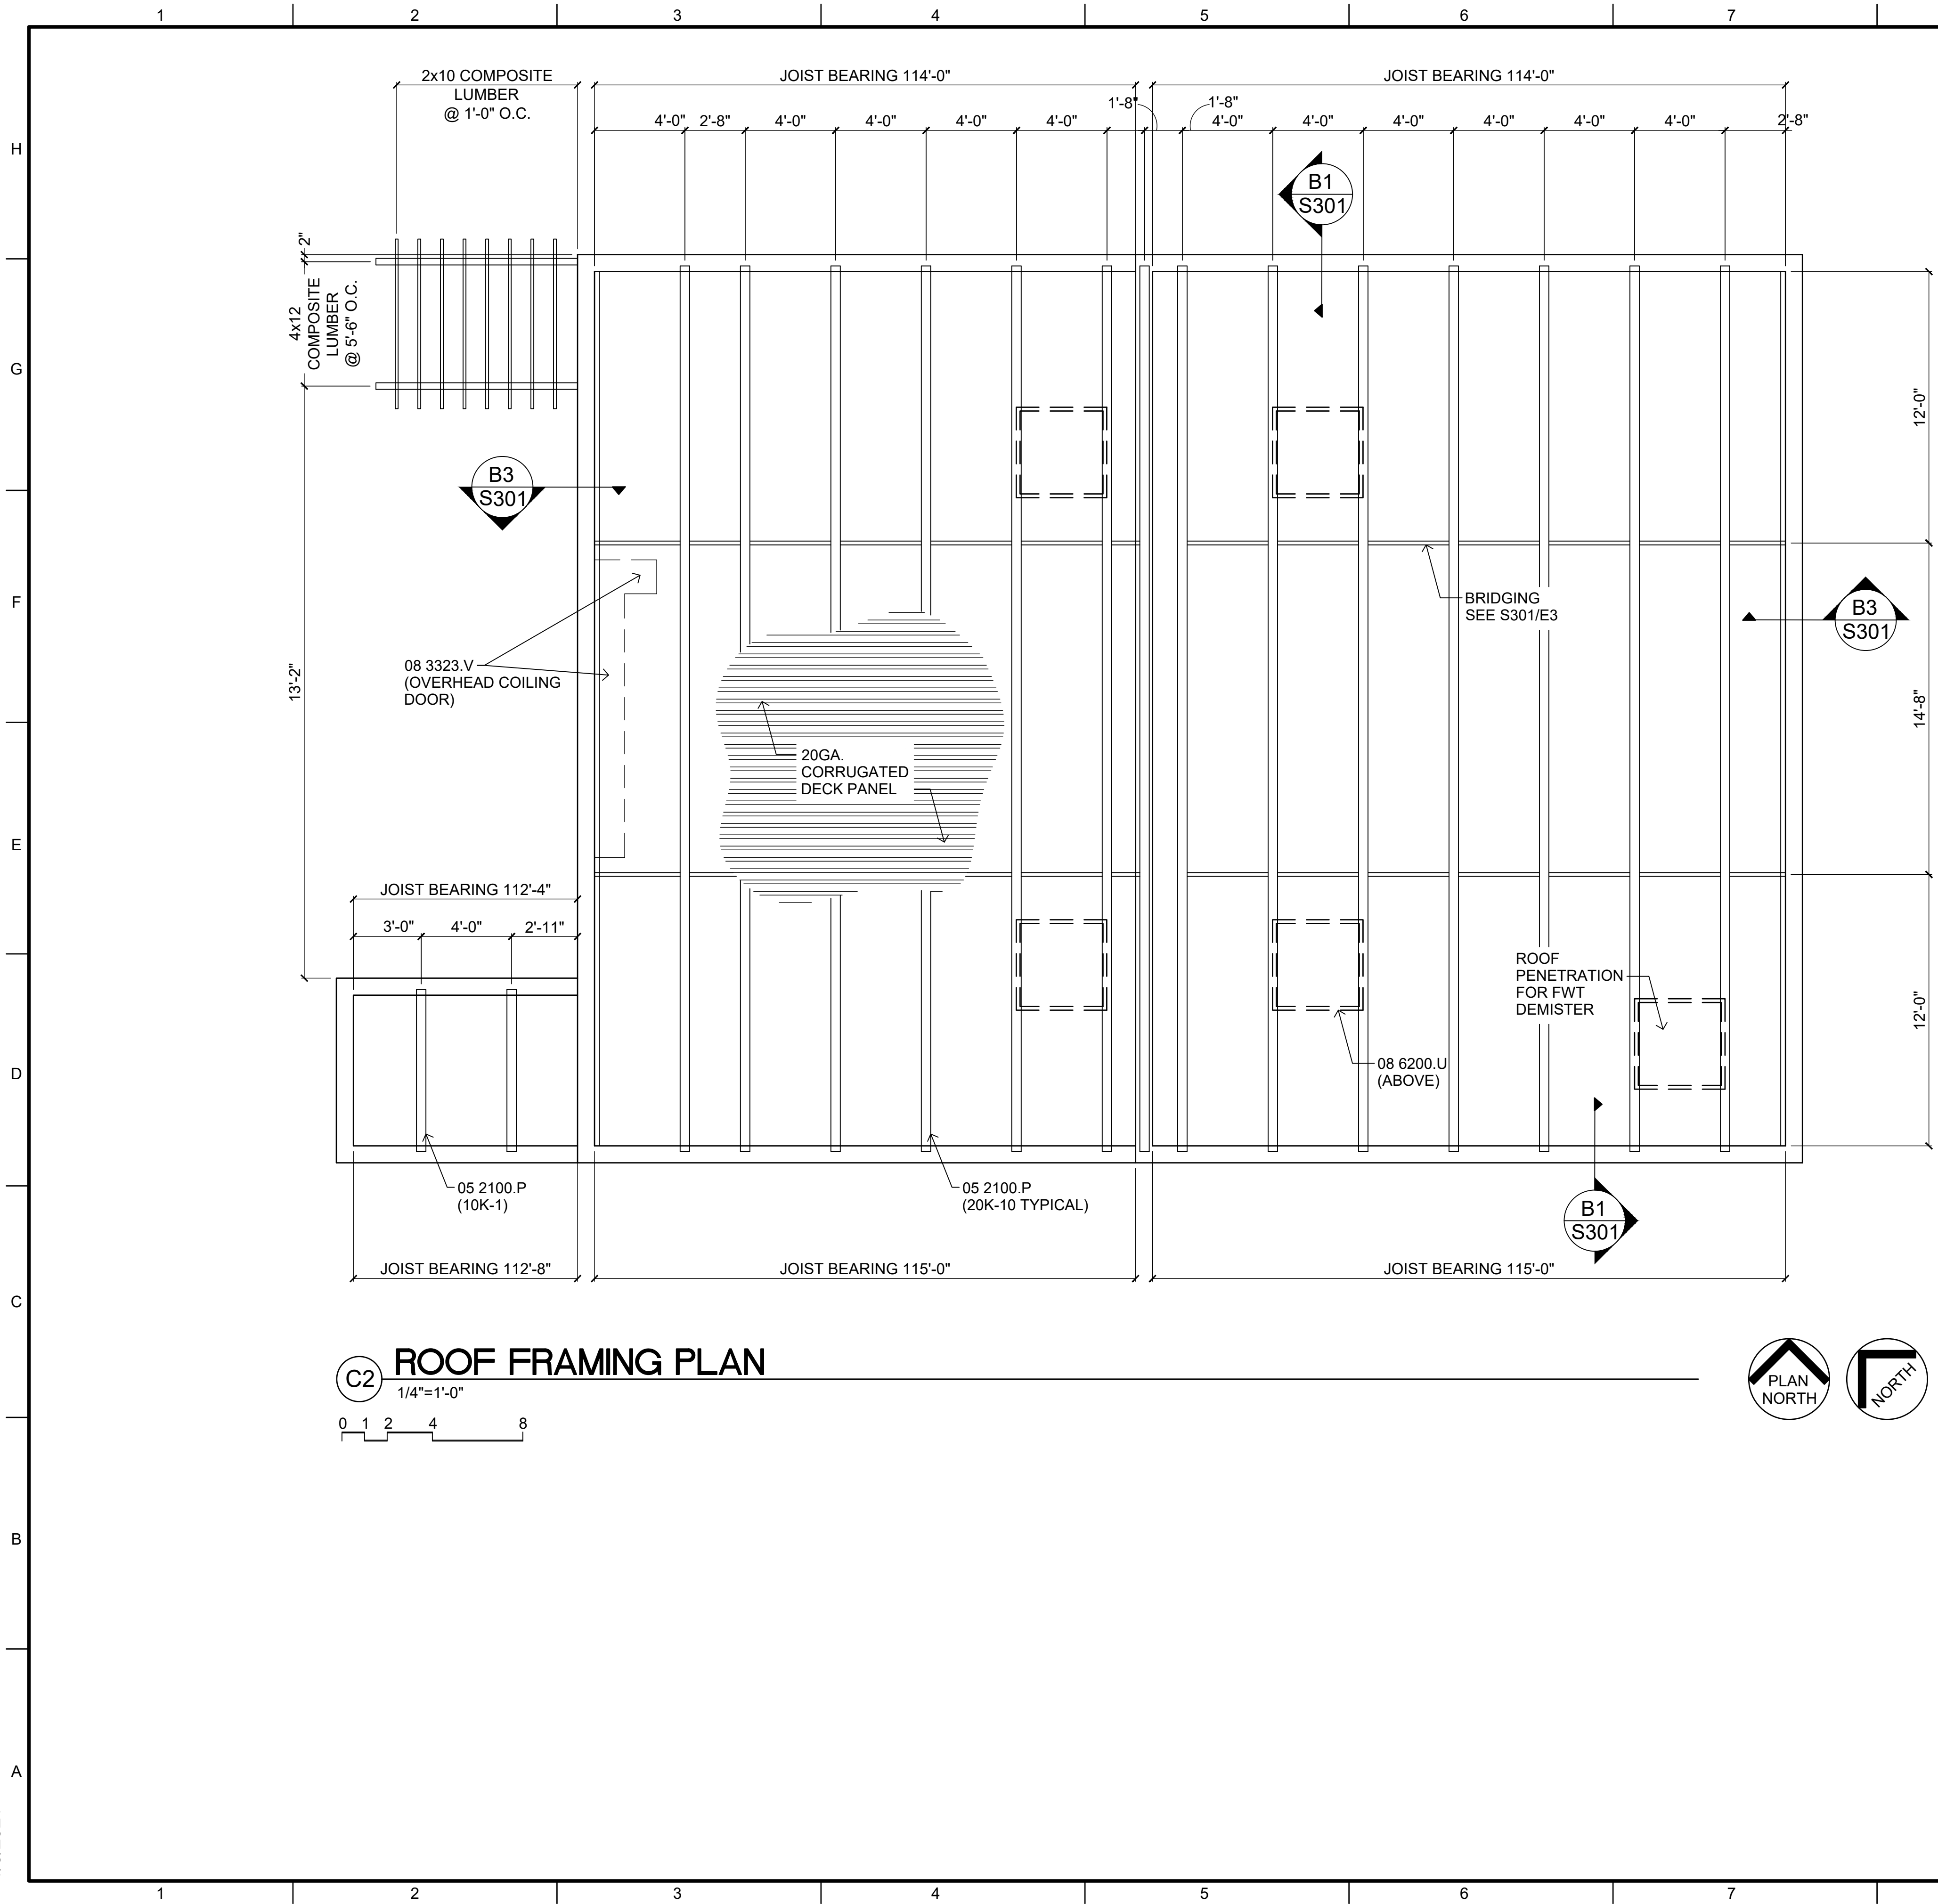 1 2 3 4 5 6 7
2x10 COMPOSITE
LUMBER
@ 1'-0" O.C.
JOIST BEARING 114'-0"
JOIST BEARING 114'-0"
1'-8"
1'-8"
4'-0" 2'-8" 4'-0" 4'-0" 4'-0" 4'-0"
4'-0" 4'-0" 4'-0" 4'-0" 4'-0" 4'-0" 2'-8"
H
B1
S301
2"
4x12
COMPOSITE
LUMBER
@ 5'-6" O.C.
G
12'-0"
B3
S301
F
BRIDGING
SEE S301/E3
B3
S301
08 3323.V
(OVERHEAD COILING
DOOR)
13'-2"
14'-8"
20GA.
CORRUGATED
DECK PANEL
E
JOIST BEARING 112'-4"
3'-0" 4'-0" 2'-11"
ROOF
PENETRATION
FOR FWT
DEMISTER
12'-0"
D
08 6200.U
(ABOVE)
05 2100.P
(10K-1)
05 2100.P
(20K-10 TYPICAL)
B1
S301
JOIST BEARING 112'-8"
JOIST BEARING 115'-0"
JOIST BEARING 115'-0"
C
C2
ROOF FRAMING PLAN
1/4"=1'-0"
0 1 2 4 8
PLAN
NORTH
NORTH
B
A
1 2 3 4 5 6 7